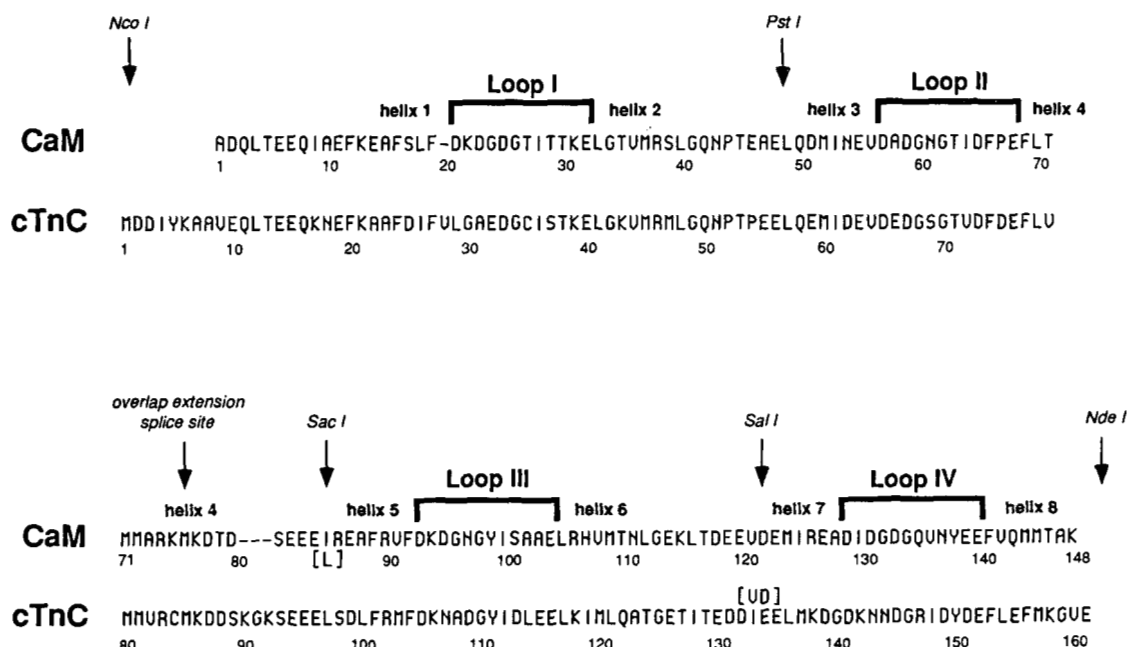 Nco I
Pst I
Loop I
Loop II
helix 1
helix 2
helix 3
helix 4
CaM
ADQLTEEQIAEFKEAFSLF-DKDGDGTITTKELGTVMRSLGQNPTEAELQDMINEVDADGNGTIDFPEFLT
1 10 20 30 40 50 60 70
cTnC
MDDIYKAAVEQLTEEQKNEFKAAFDIFVLGAEDGCISTKELGKVMRMLGQNPTPEELQEMIDEVDEDGSGTVDFDEFLV
1 10 20 30 40 50 60 70
overlap extension
splice site
Sac I
Sal I
Nde I
Loop III
Loop IV
helix 4
helix 5
helix 6
helix 7
helix 8
CaM
MMARKMKDTD---SEEEIREAFRVFDKDGNGYISAAELRHVMTNLGEKLTDEEVDEMIREADIDGDGQVNYEEFVQMMTAK
71 80 90 100 110 120 130 140 148
[L]
[VD]
cTnC
MMVRCMKDDSKGKSEEELSDLFRMFDKNADGYIDLEELKIMLQATGETITEDDIEELMKDGDKNNDGRIDYDEFLEFMKGVE
80 90 100 110 120 130 140 150 160